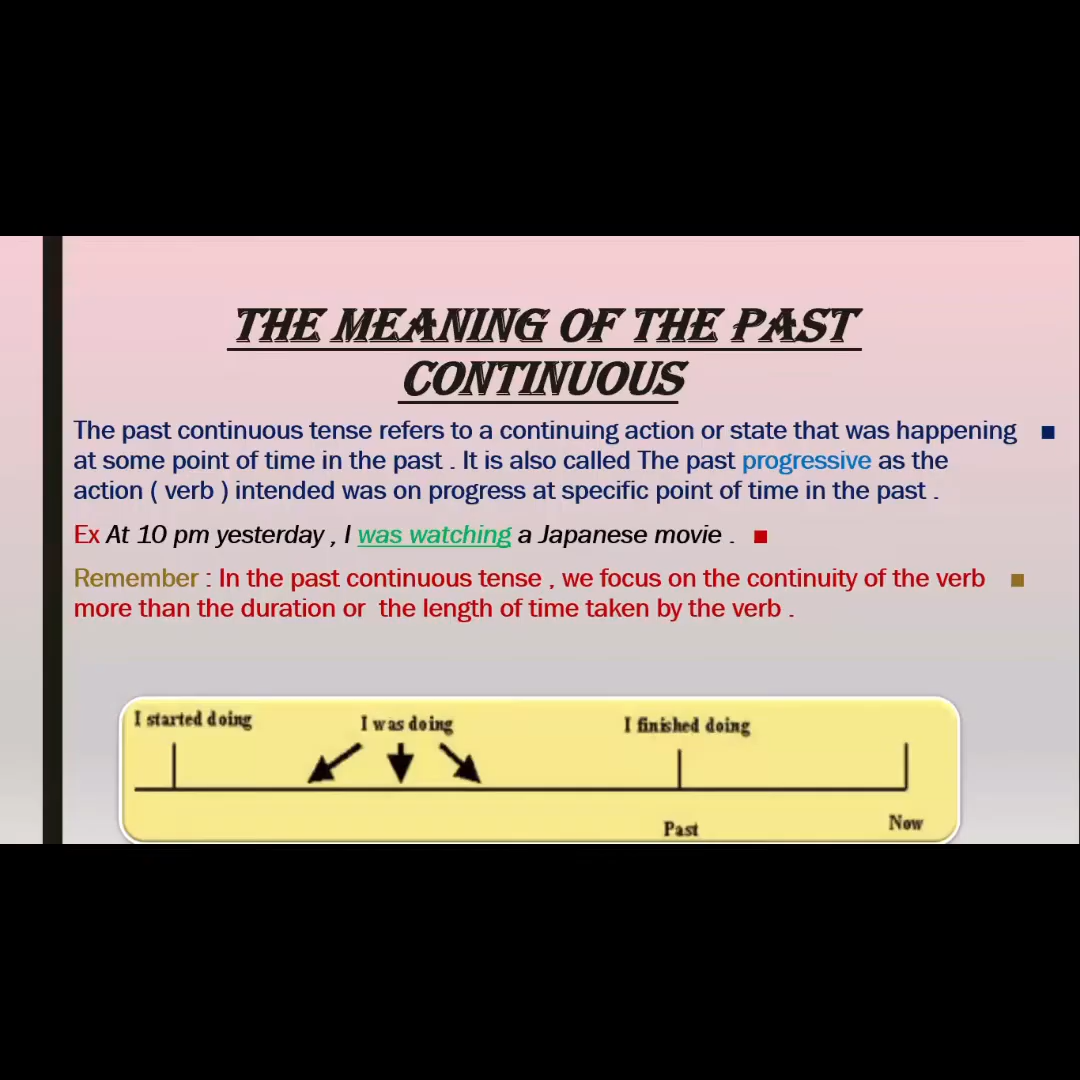 THE MEANING OF THE PAST
CONTINUOUS
The past continuous tense refers to a continuing action or state that was happening
at some point of time in the past . It is also called The past progressive as the
action ( verb ) intended was on progress at specific point of time in the past .
Ex At 10 pm yesterday , I was watching a Japanese movie .
Remember : In the past continuous tense , we focus on the continuity of the verb
more than the duration or the length of time taken by the verb .
I started doing I was doing I finished doing
Past Now